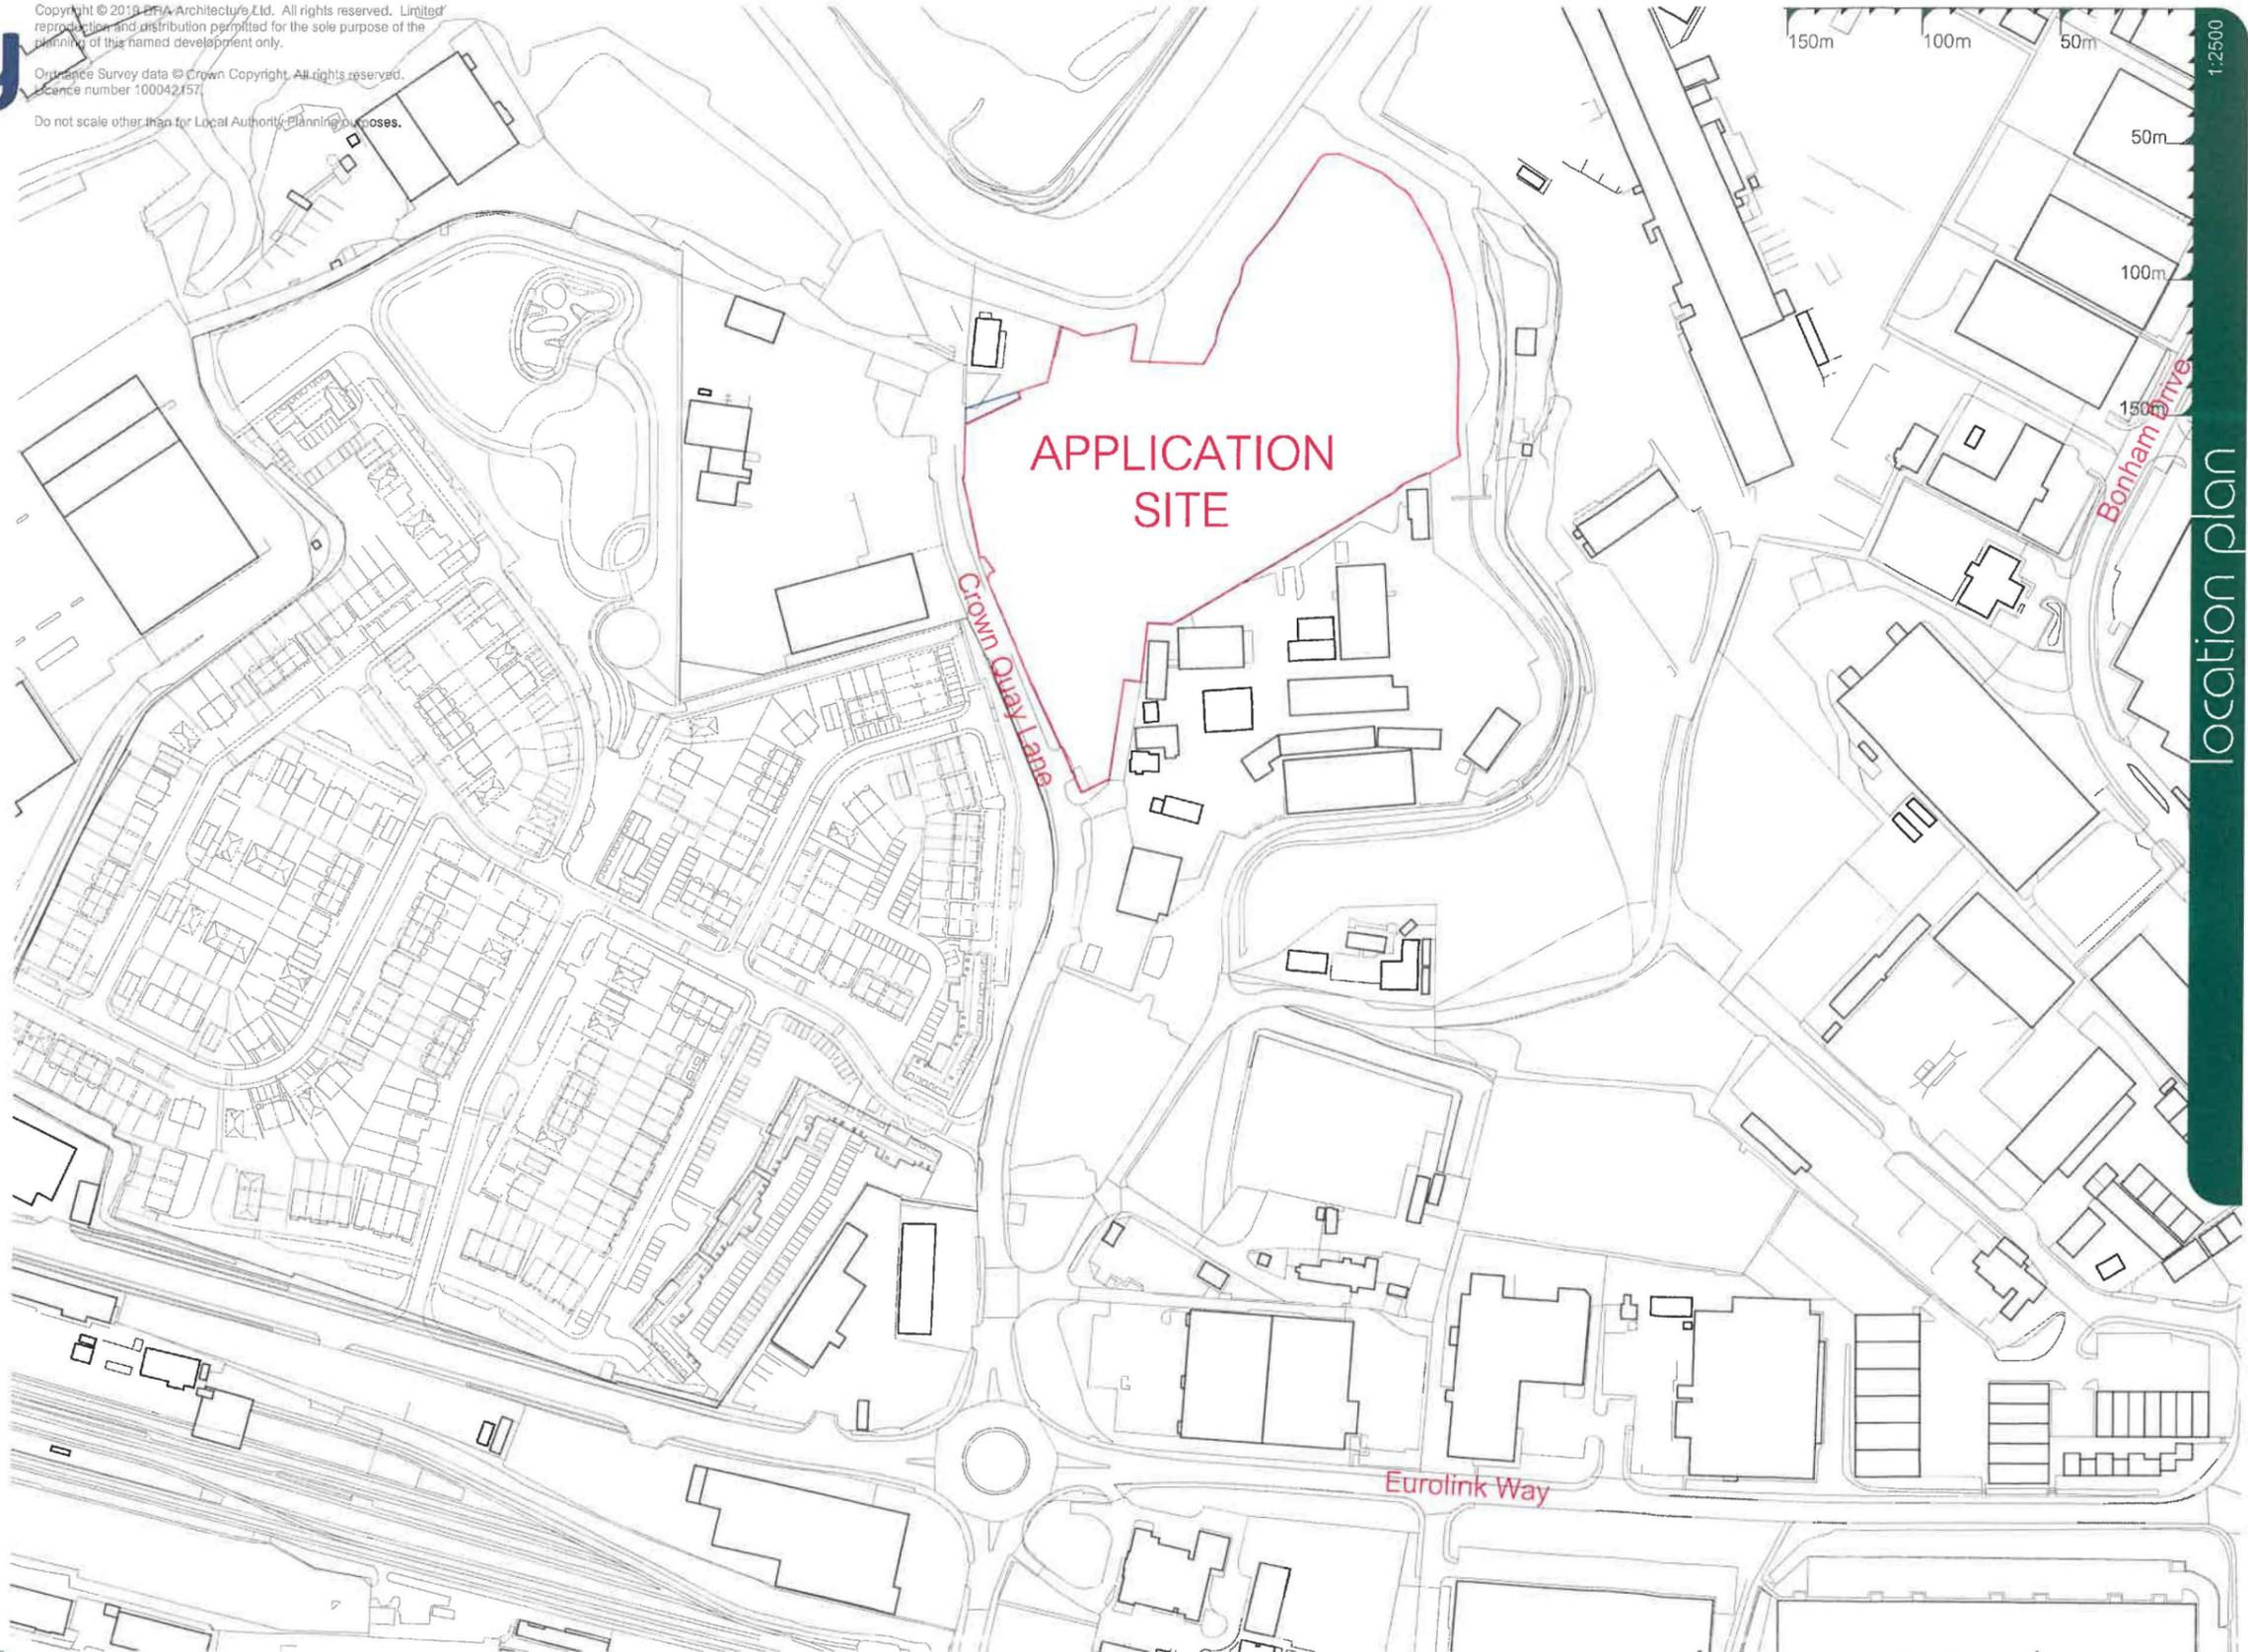 Copyright © 2019 BHA Architecture Ltd. All rights reserved. Limited
reproduction and distribution permitted for the sole purpose of the
planning of this named development only.
Ordnance Survey data © Crown Copyright. All rights reserved.
Licence number 100042157.
Do not scale other than for Local Authority Planning purposes.
150m
100m
50m
1:2500
50m
100m
150m
Bonham Drive
location plan
APPLICATION
SITE
Crown Quay Lane
Eurolink Way